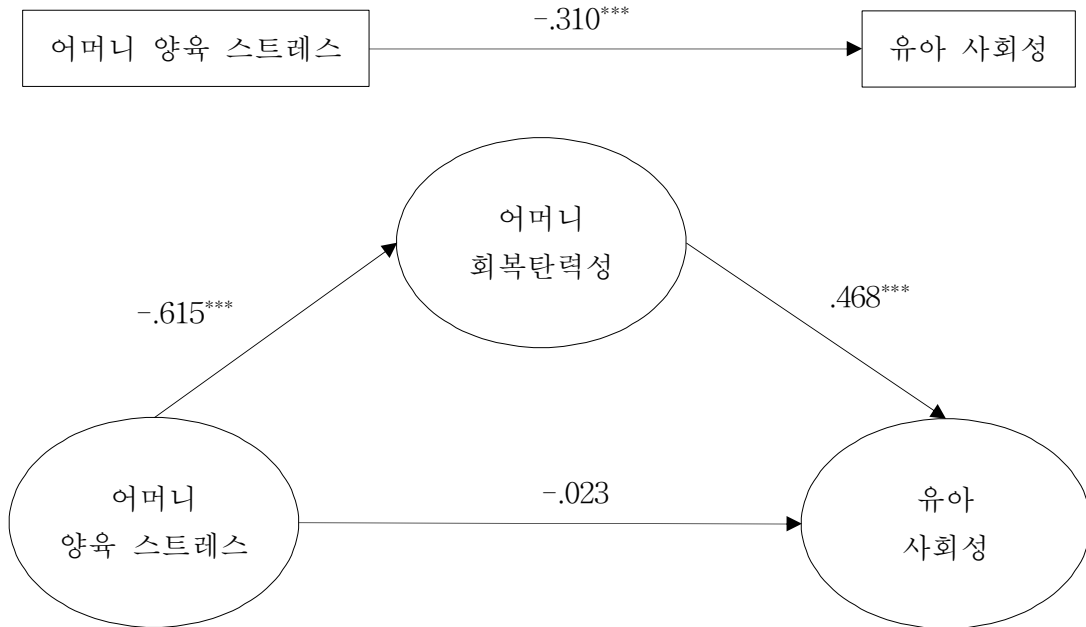 -.310***
어머니 양육 스트레스
유아 사회성
어머니
회복탄력성
-.615***
.468***
어머니
양육 스트레스
-.023
유아
사회성